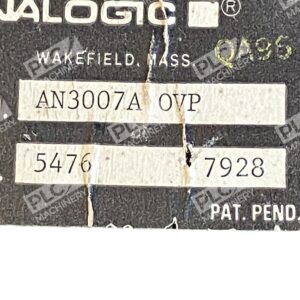 NALOGIC ®
WAKEFIELD, MASS. QA95
AN3007A OVP
5476 7928
PAT. PEND.